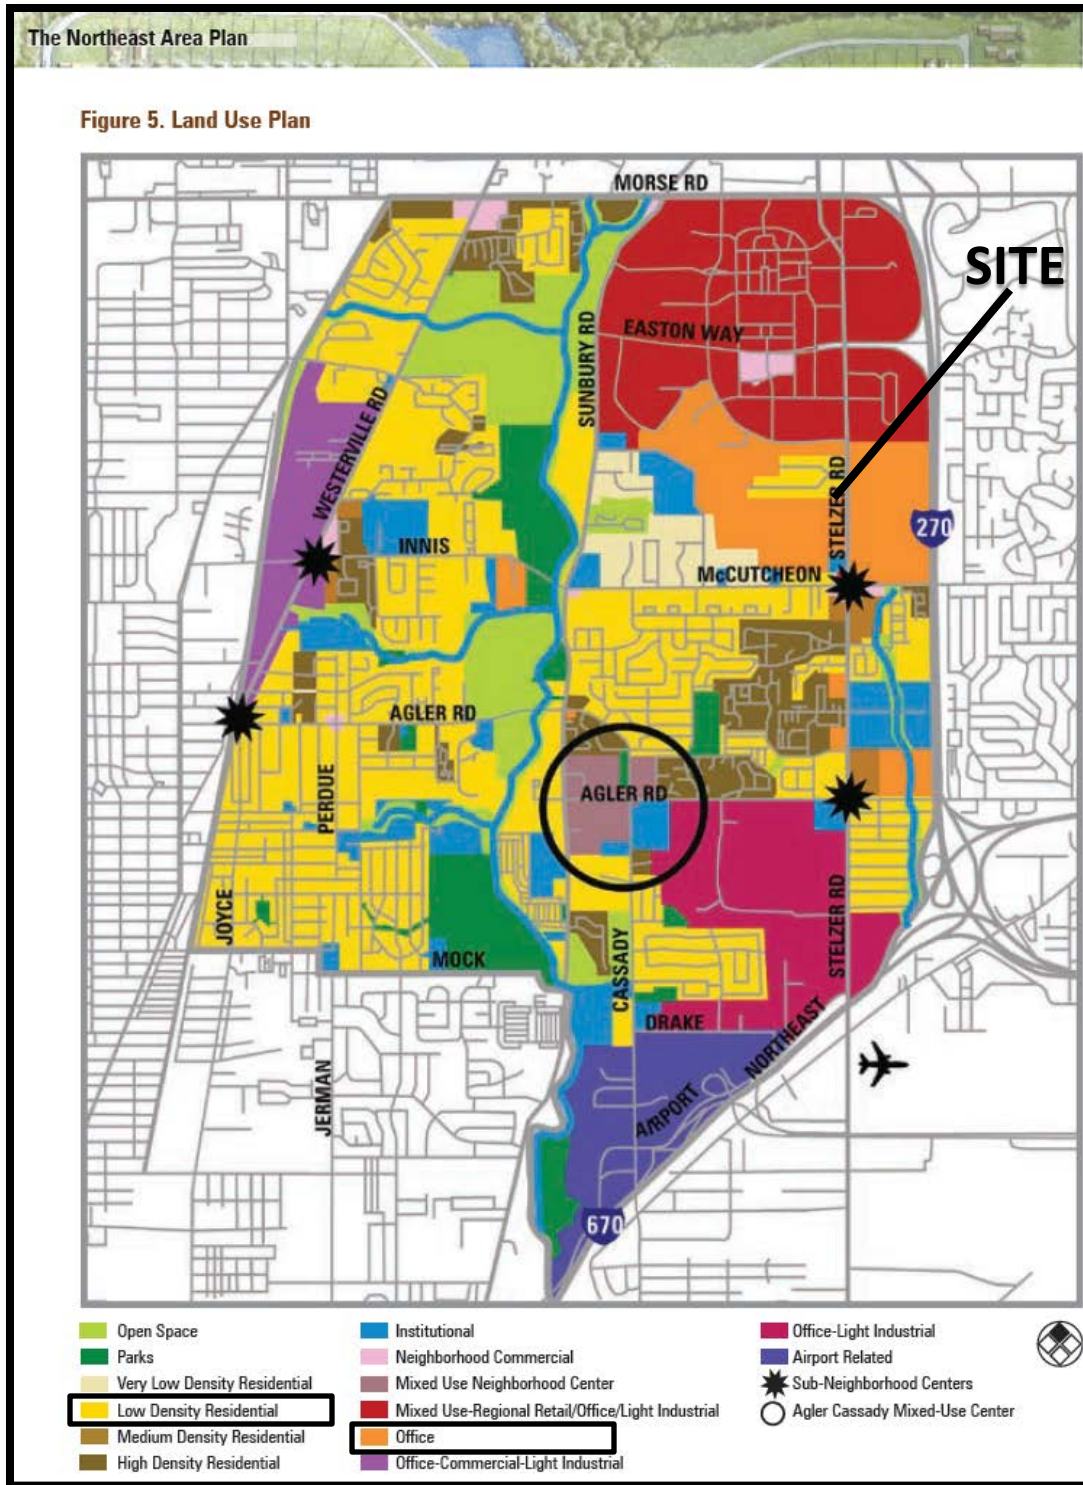 The Northeast Area Plan
Figure 5. Land Use Plan
MORSE RD
SITE
EASTON WAY
SUNBURY RD
WESTERVILLE RD
STELZER RD
270
INNIS
McCUTCHEON
AGLER RD
AGLER RD
PERDUE
JOYCE
STELZER RD
MOCK
CASSADY
DRAKE
NORTHEAST
JERMAN
AIRPORT
670
Open Space
Parks
Very Low Density Residential
Low Density Residential
Medium Density Residential
High Density Residential
Institutional
Neighborhood Commercial
Mixed Use Neighborhood Center
Mixed Use-Regional Retail/Office/Light Industrial
Office
Office-Commercial-Light Industrial
Office-Light Industrial
Airport Related
Sub-Neighborhood Centers
Agler Cassady Mixed-Use Center